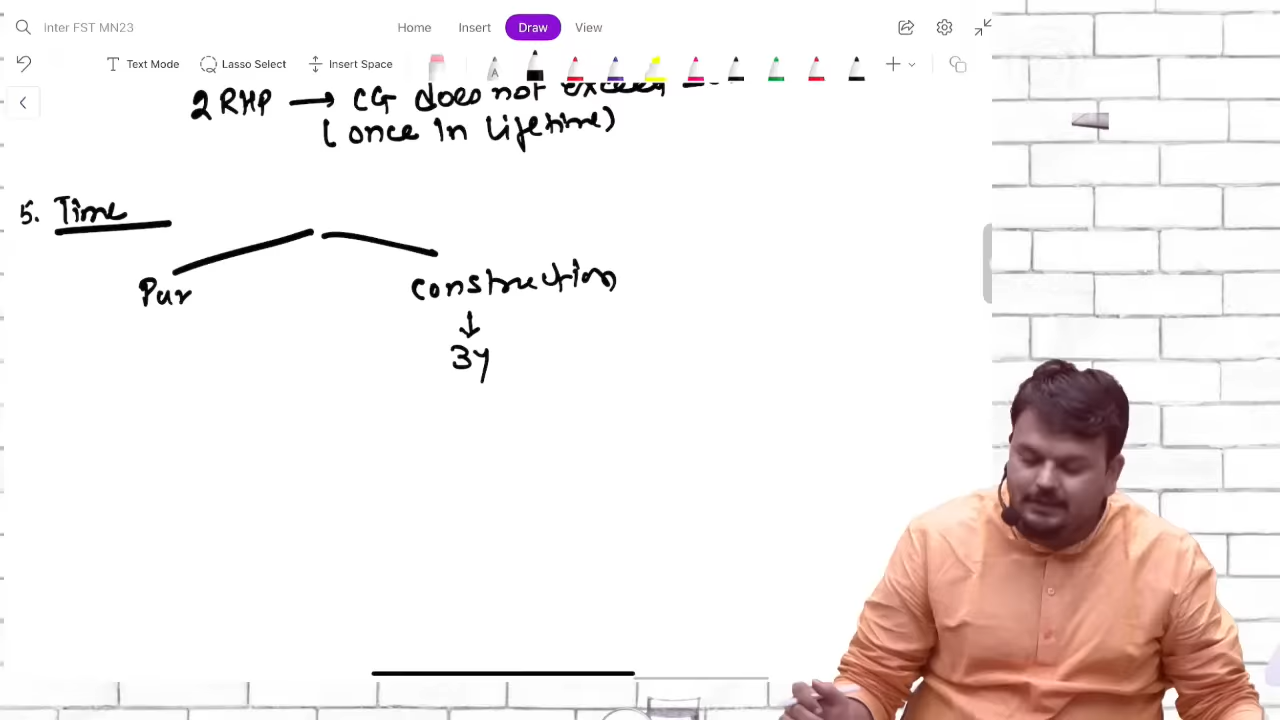 inter FST MN23
Home Insert Draw View
Text Mode Lasso Select Insert Space
2 RHP → CG does not exceed
(once In lifetime)
5. Time
Pur Construction
↓
3y